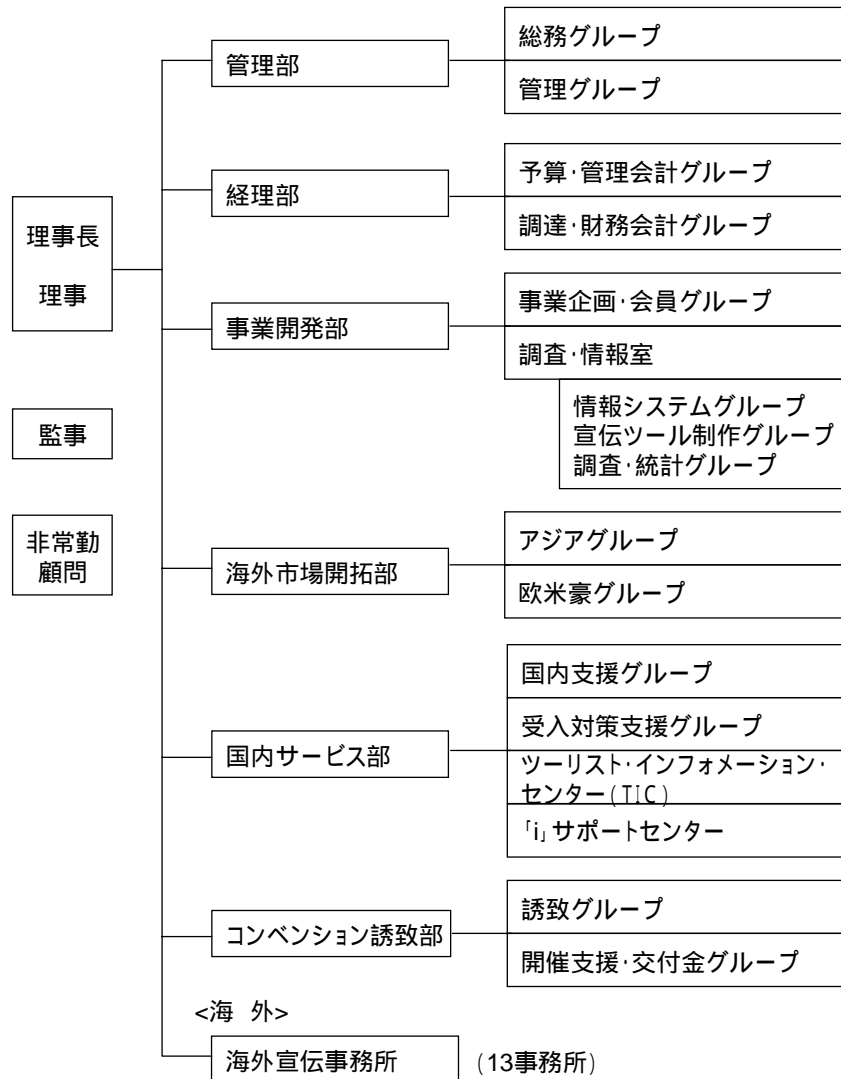 理事長
理事
監事
非常勤
顧問
管理部
総務グループ
管理グループ
経理部
予算・管理会計グループ
調達・財務会計グループ
事業開発部
事業企画・会員グループ
調査・情報室
情報システムグループ
宣伝ツール制作グループ
調査・統計グループ
海外市場開拓部
アジアグループ
欧米豪グループ
国内サービス部
国内支援グループ
受入対策支援グループ
ツーリスト・インフォメーション・
センター(TIC)
「i」サポートセンター
コンベンション誘致部
誘致グループ
開催支援・交付金グループ
<海 外>
海外宣伝事務所 (13事務所)